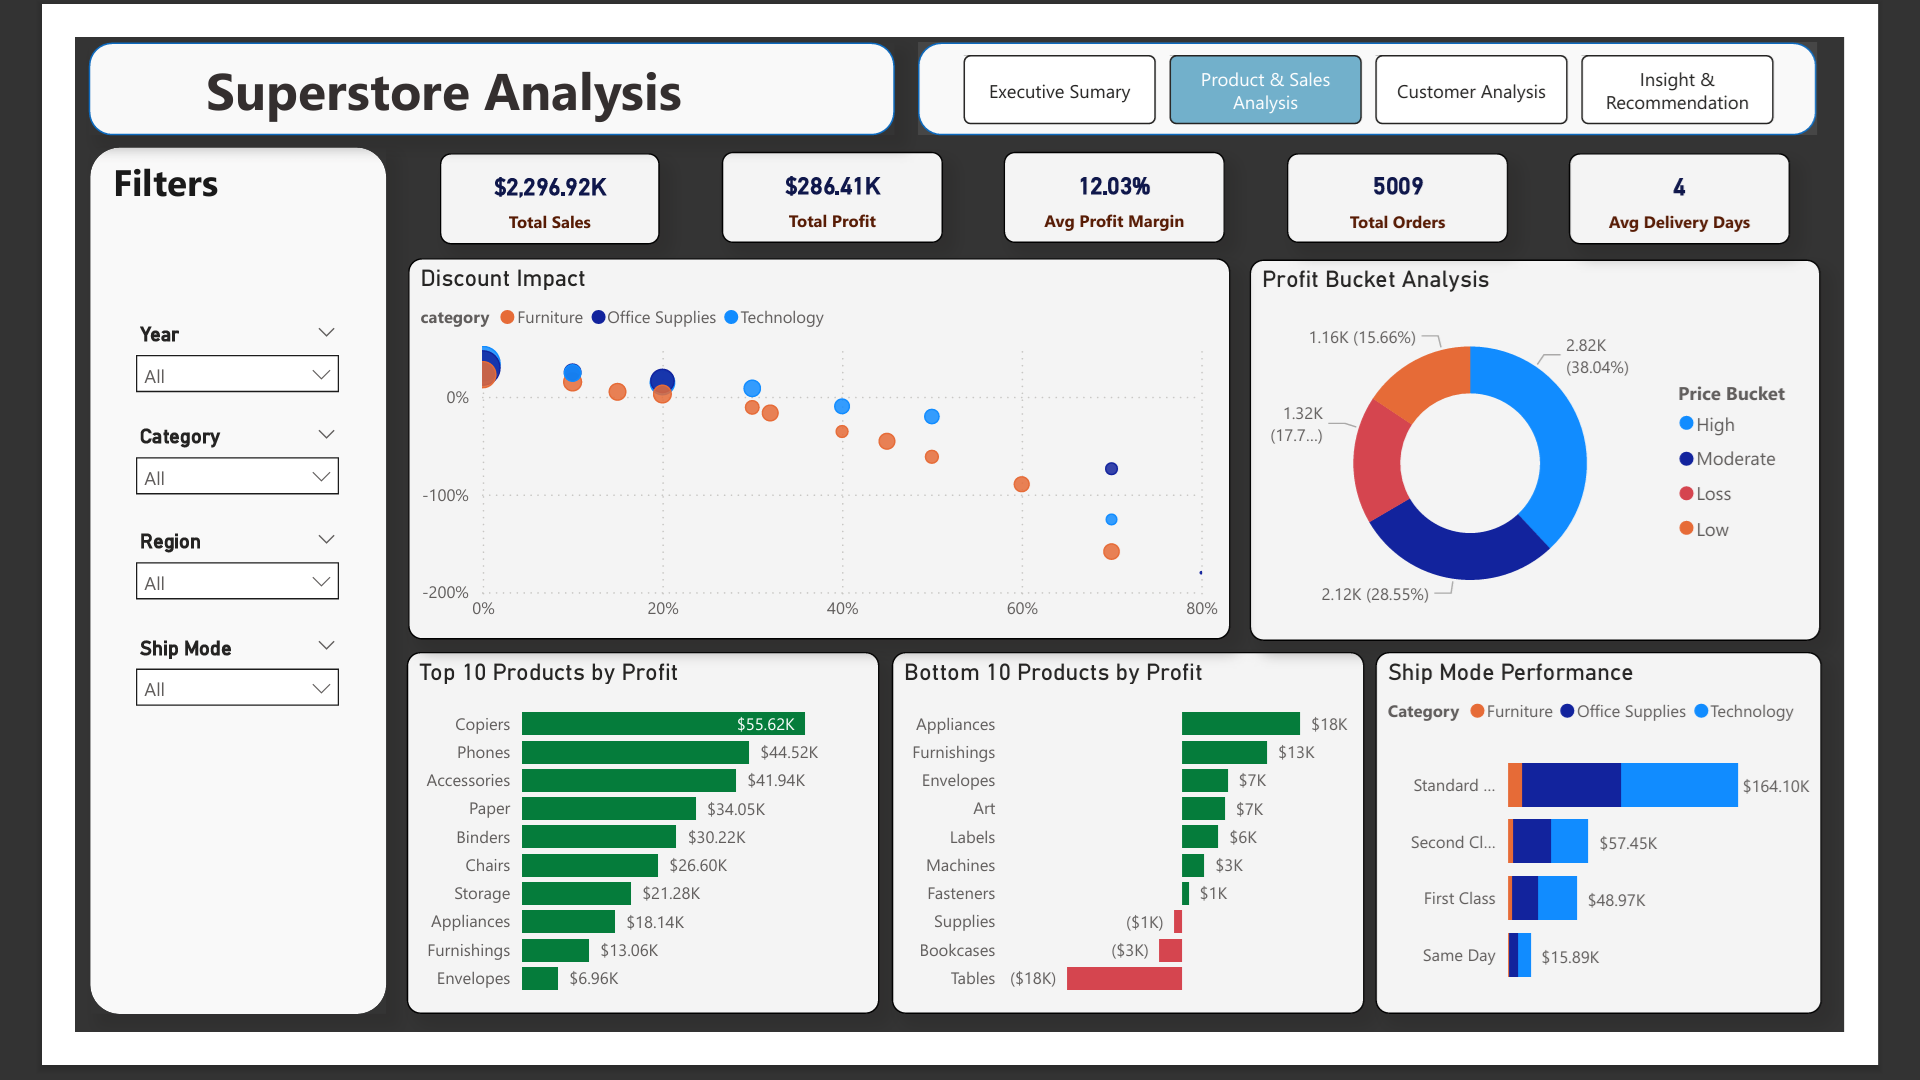 Superstore Analysis
Executive Sumary
Product & Sales
Analysis
Customer Analysis
Insight &
Recommendation
Filters
Year
All
Category
All
Region
All
Ship Mode
All
$2,296.92K
Total Sales
$286.41K
Total Profit
12.03%
Avg Profit Margin
5009
Total Orders
4
Avg Delivery Days
Discount Impact
category Furniture Office Supplies Technology
0%
-100%
-200%
0% 20% 40% 60% 80%
Profit Bucket Analysis
1.16K (15.66%)
2.82K
(38.04%)
1.32K
(17.7...)
2.12K (28.55%)
Price Bucket
High
Moderate
Loss
Low
Top 10 Products by Profit
Copiers $55.62K
Phones $44.52K
Accessories $41.94K
Paper $34.05K
Binders $30.22K
Chairs $26.60K
Storage $21.28K
Appliances $18.14K
Furnishings $13.06K
Envelopes $6.96K
Bottom 10 Products by Profit
Appliances $18K
Furnishings $13K
Envelopes $7K
Art $7K
Labels $6K
Machines $3K
Fasteners $1K
Supplies ($1K)
Bookcases ($3K)
Tables ($18K)
Ship Mode Performance
Category Furniture Office Supplies Technology
Standard ... $164.10K
Second Cl... $57.45K
First Class $48.97K
Same Day $15.89K